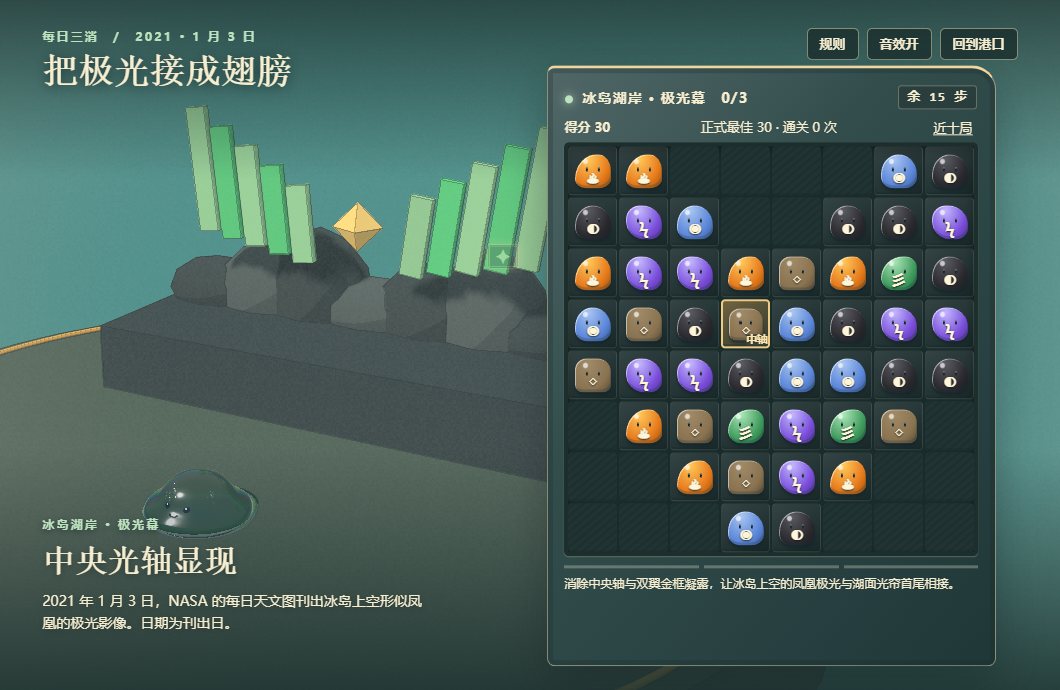 每日三消 / 2021 · 1 月 3 日
把极光接成翅膀
规则 音效开 回到港口
冰岛湖岸 · 极光幕 0/3 余 15 步
得分 30 正式最佳 30 · 通关 0 次 近十局
中轴
消除中央轴与双翼金框凝露，让冰岛上空的凤凰极光与湖面光帘首尾相接。
冰岛湖岸 · 极光幕
中央光轴显现
2021 年 1 月 3 日，NASA 的每日天文图刊出冰岛上空形似凤
凰的极光影像。日期为刊出日。